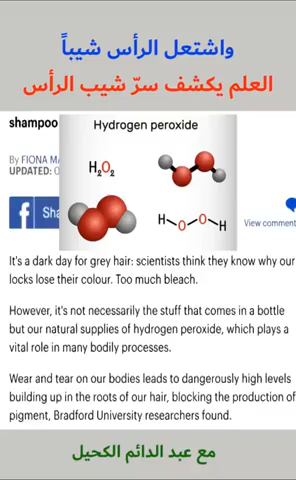 واشتعل الرأس شيباً
العلم يكشف سرّ شيب الرأس
shampoo
Hydrogen peroxide
H₂O₂
H O O H
By FIONA MA
UPDATED: 0
Sha
View comment
It's a dark day for grey hair: scientists think they know why our
locks lose their colour. Too much bleach.
However, it's not necessarily the stuff that comes in a bottle
but our natural supplies of hydrogen peroxide, which plays a
vital role in many bodily processes.
Wear and tear on our bodies leads to dangerously high levels
building up in the roots of our hair, blocking the production of
pigment, Bradford University researchers found.
مع عبد الدائم الكحيل